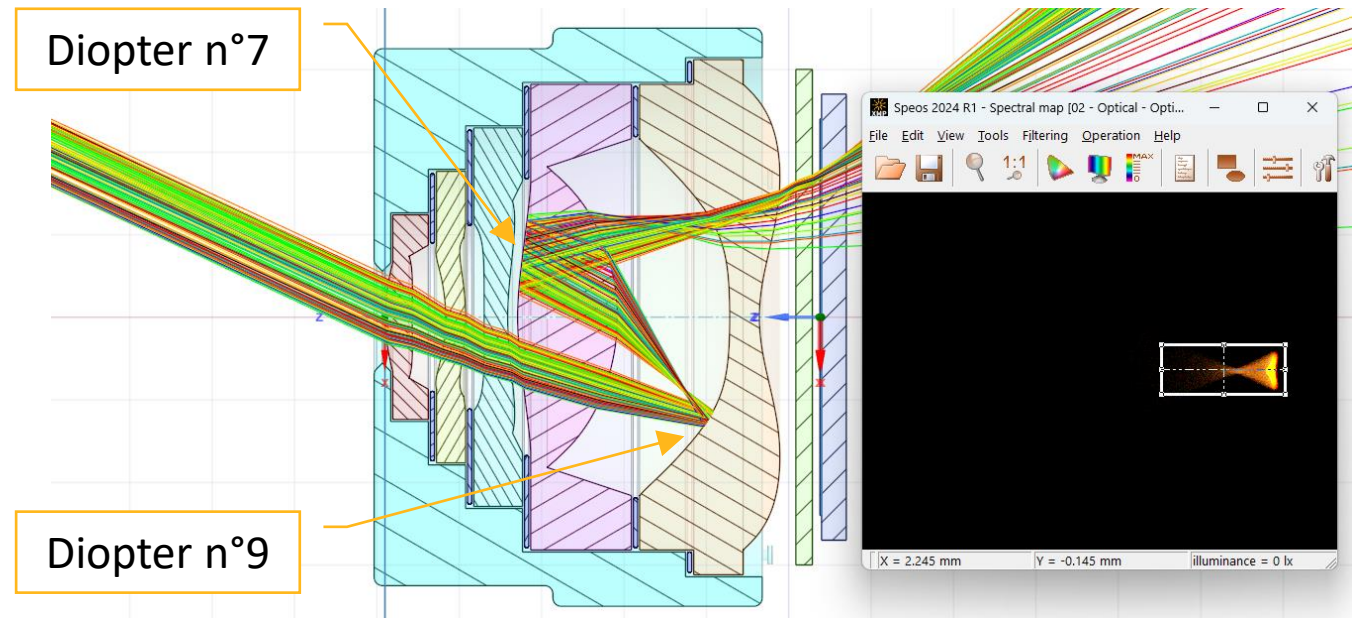 Diopter n°7
Speos 2024 R1 - Spectral map [02 - Optical - Opti...
File Edit View Tools Filtering Operation Help
1:1
MAX
XMP
z
z
x
x
Diopter n°9
X = 2.245 mm
Y = -0.145 mm
illuminance = 0 lx